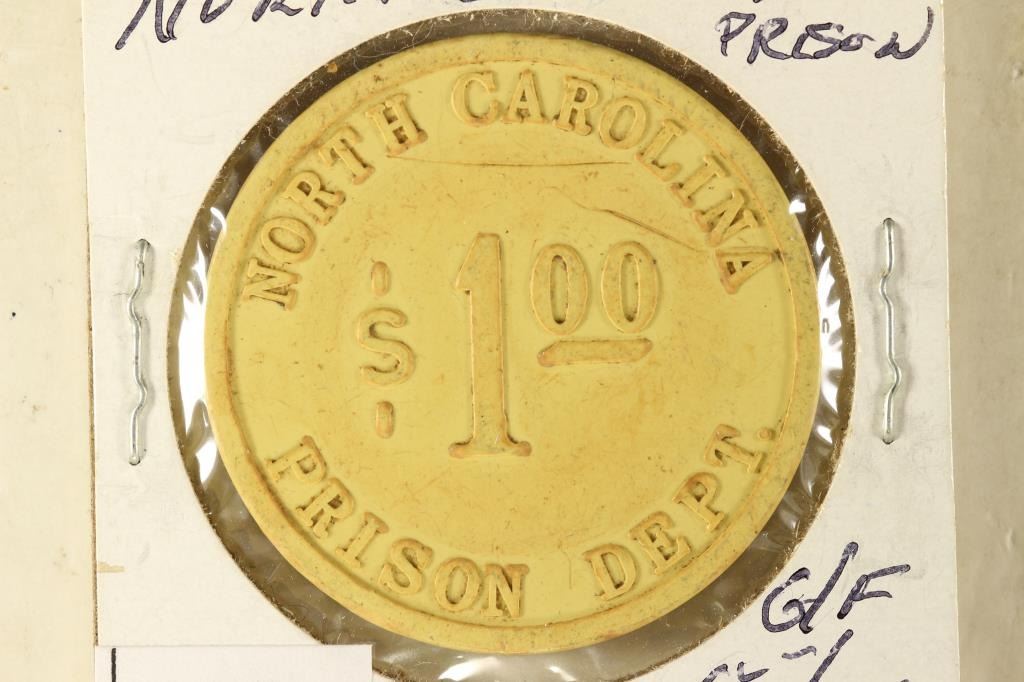 PRISON
NORTH CAROLINA
$ 1 00
PRISON DEPT.
G/F